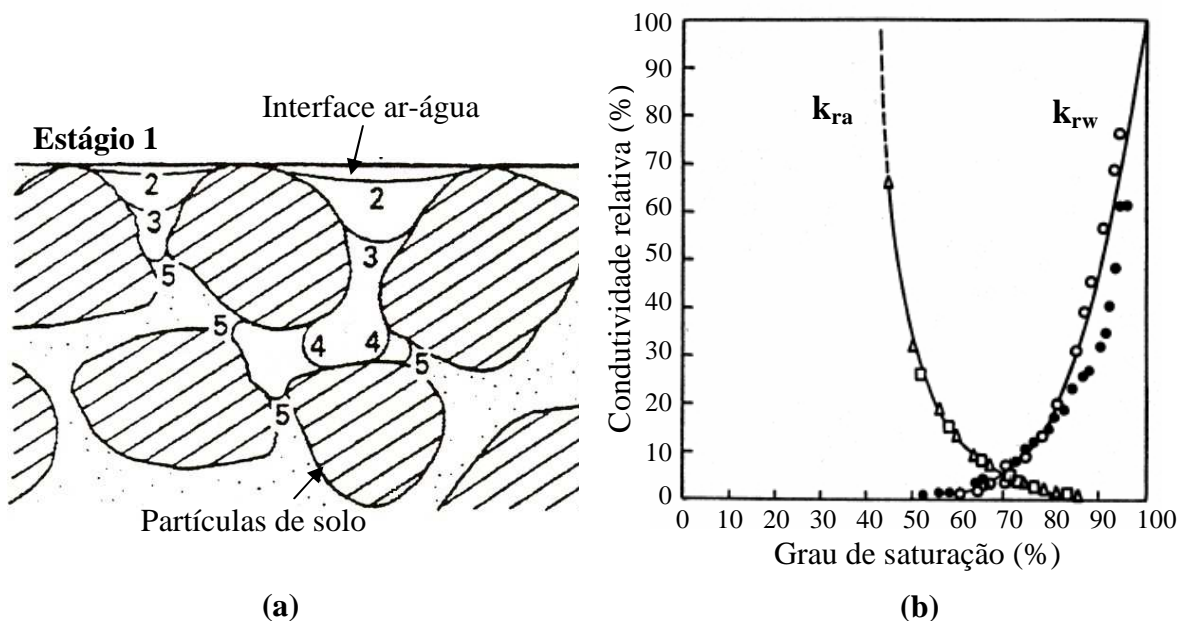 Interface ar-água
Estágio 1
2
2
3
3
5
5
4
4
5
5
Partículas de solo
(a)
Condutividade relativa (%)
100
90
80
70
60
50
40
30
20
10
0
k_ra
k_rw
0 10 20 30 40 50 60 70 80 90 100
Grau de saturação (%)
(b)